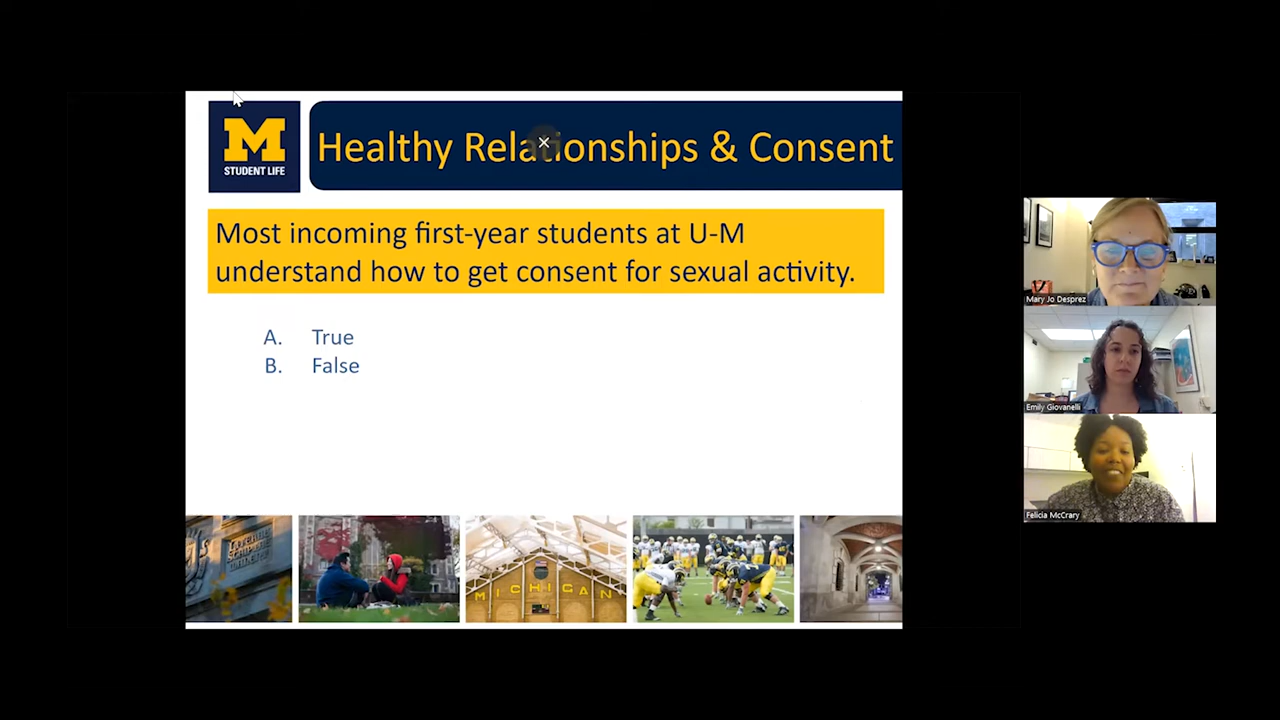 M
STUDENT LIFE
Healthy Relationships & Consent
Most incoming first-year students at U-M
understand how to get consent for sexual activity.
A. True
B. False
MICHIGAN
Mary Jo Desprez
Emily Giovanelli
Felicia McCrary